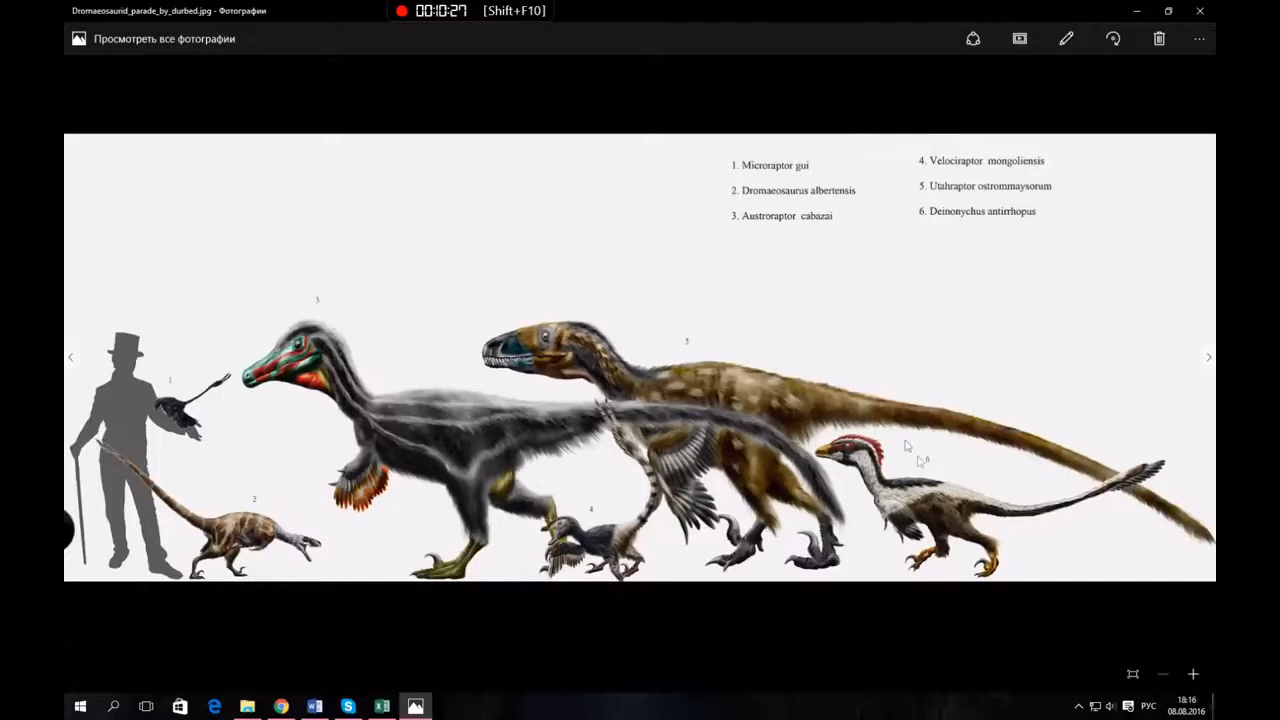 Dromaeosaurid_parade_by_durbed.jpg - Фотографии
00:10:27 [Shift+F10]
Просмотреть все фотографии
1. Microraptor gui
2. Dromaeosaurus albertensis
3. Austroraptor cabazai
4. Velociraptor mongoliensis
5. Utahraptor ostrommaysorum
6. Deinonychus antirrhopus
3
5
1
6
2
4
РУС
18:16
08.08.2016